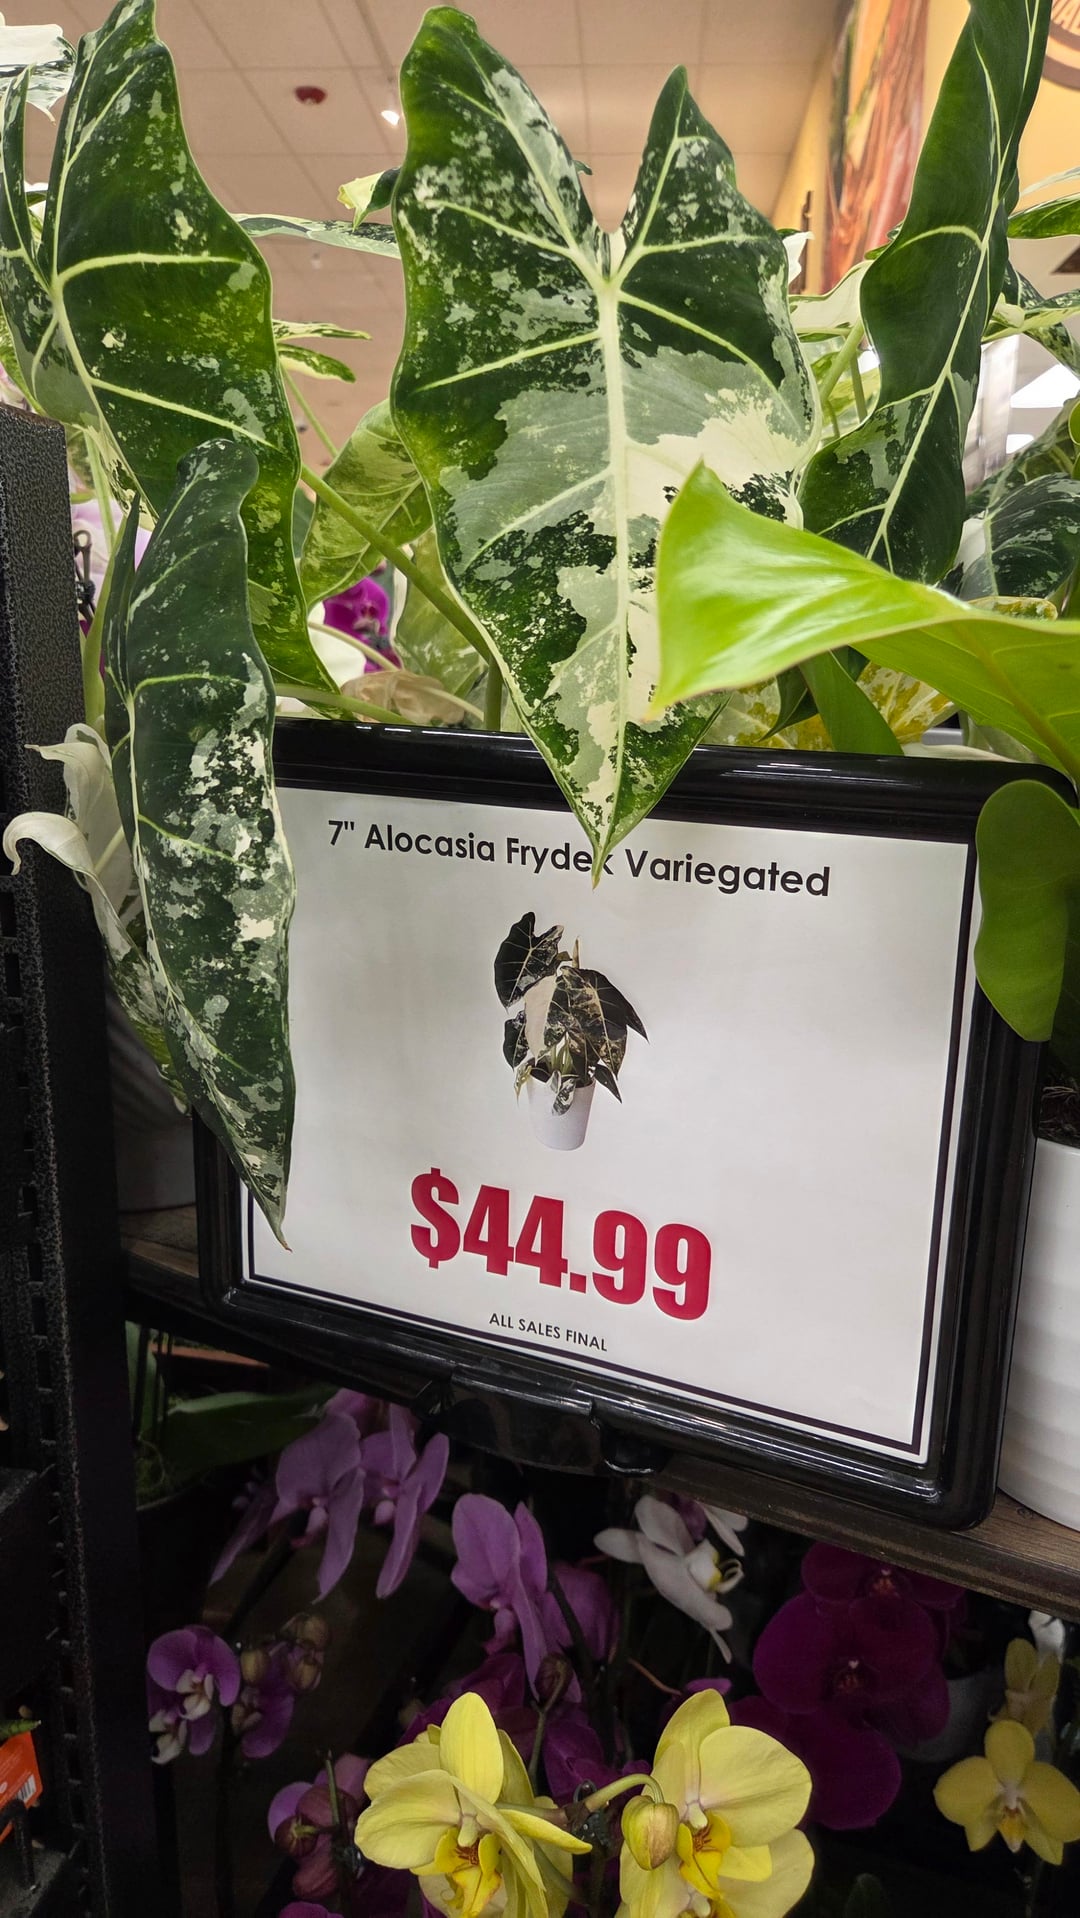 7" Alocasia Frydek Variegated
$44.99
ALL SALES FINAL